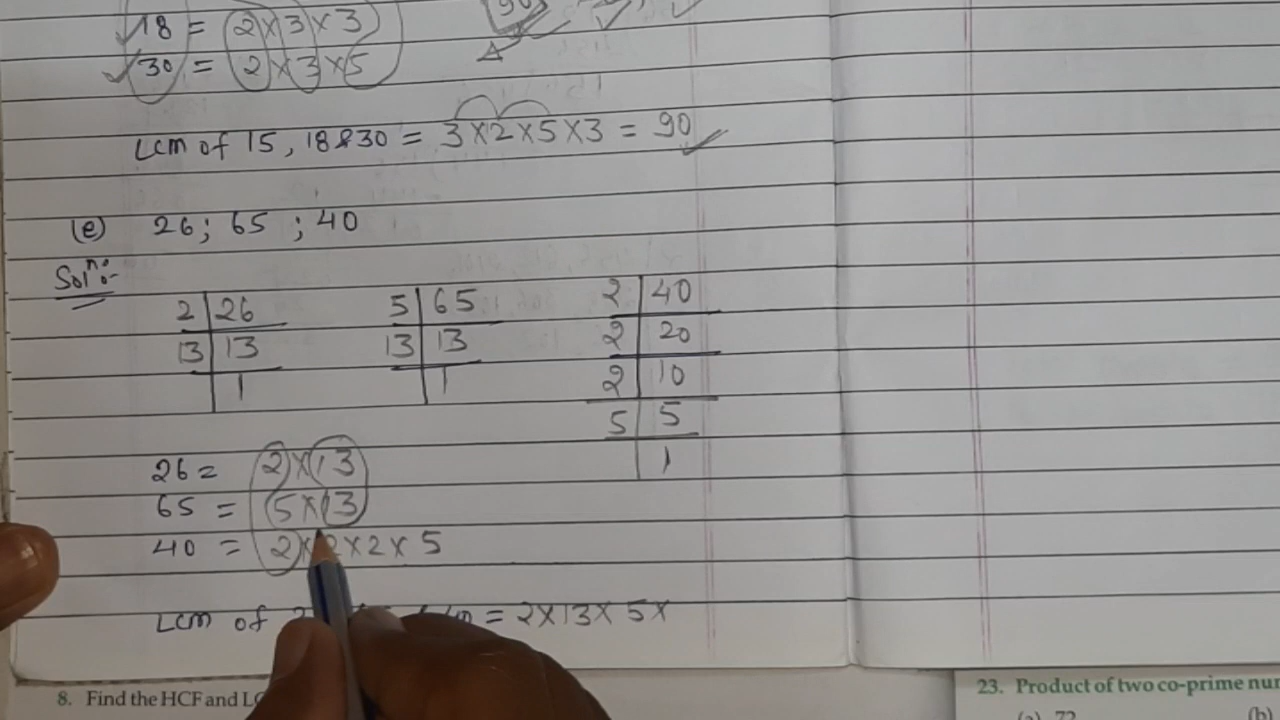 18 = 2×3×3
30 = 2×3×5
90
LCM of 15, 18 & 30 = 3×2×5×3 = 90
(e) 26; 65; 40
Solⁿ:-
2 | 26
13 | 13
1
5 | 65
13 | 13
1
2 | 40
2 | 20
2 | 10
5 | 5
1
26 = 2×13
65 = 5×13
40 = 2×2×2×5
LCM of = 2×13×5×
8. Find the HCF and
23. Product of two co-prime
(a) 72
(b)